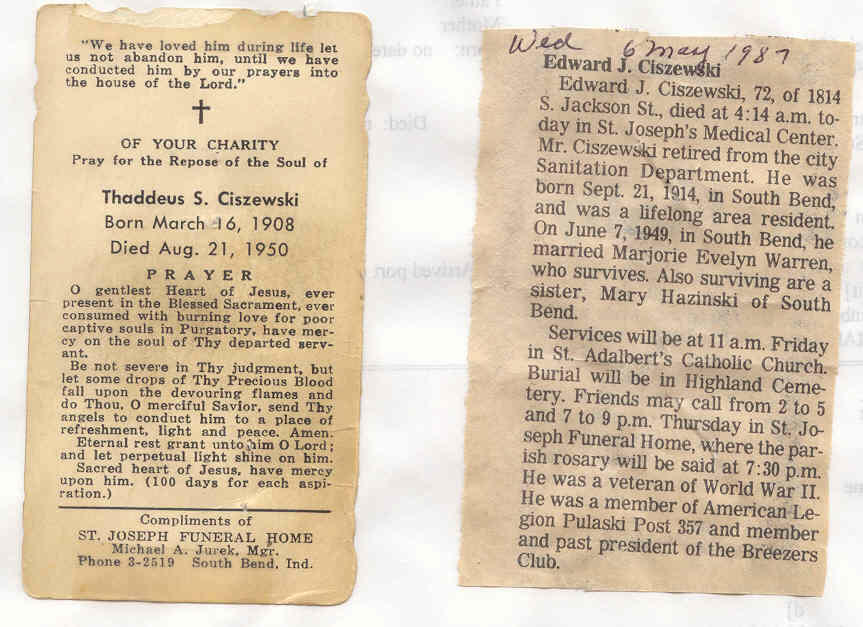 "We have loved him during life let
us not abandon him, until we have
conducted him by our prayers into
the house of the Lord."
OF YOUR CHARITY
Pray for the Repose of the Soul of
Thaddeus S. Ciszewski
Born March 16, 1908
Died Aug. 21, 1950
PRAYER
O gentlest Heart of Jesus, ever
present in the Blessed Sacrament, ever
consumed with burning love for poor
captive souls in Purgatory, have mer-
cy on the soul of Thy departed serv-
ant.
Be not severe in Thy judgment, but
let some drops of Thy Precious Blood
fall upon the devouring flames and
do Thou, O merciful Savior, send Thy
angels to conduct him to a place of
refreshment, light and peace. Amen.
Eternal rest grant unto him O Lord;
and let perpetual light shine on him.
Sacred heart of Jesus, have mercy
upon him. (100 days for each aspi-
ration.)
Compliments of
ST. JOSEPH FUNERAL HOME
Michael A. Jurek, Mgr.
Phone 3-2519 South Bend, Ind.
Wed 6 May 1987
Edward J. Ciszewski
Edward J. Ciszewski, 72, of 1814
S. Jackson St., died at 4:14 a.m. to-
day in St. Joseph's Medical Center.
Mr. Ciszewski retired from the city
Sanitation Department. He was
born Sept. 21, 1914, in South Bend,
and was a lifelong area resident.
On June 7, 1949, in South Bend, he
married Marjorie Evelyn Warren,
who survives. Also surviving are a
sister, Mary Hazinski of South
Bend.
Services will be at 11 a.m. Friday
in St. Adalbert's Catholic Church.
Burial will be in Highland Ceme-
tery. Friends may call from 2 to 5
and 7 to 9 p.m. Thursday in St. Jo-
seph Funeral Home, where the par-
ish rosary will be said at 7:30 p.m.
He was a veteran of World War II.
He was a member of American Le-
gion Pulaski Post 357 and member
and past president of the Breezers
Club.